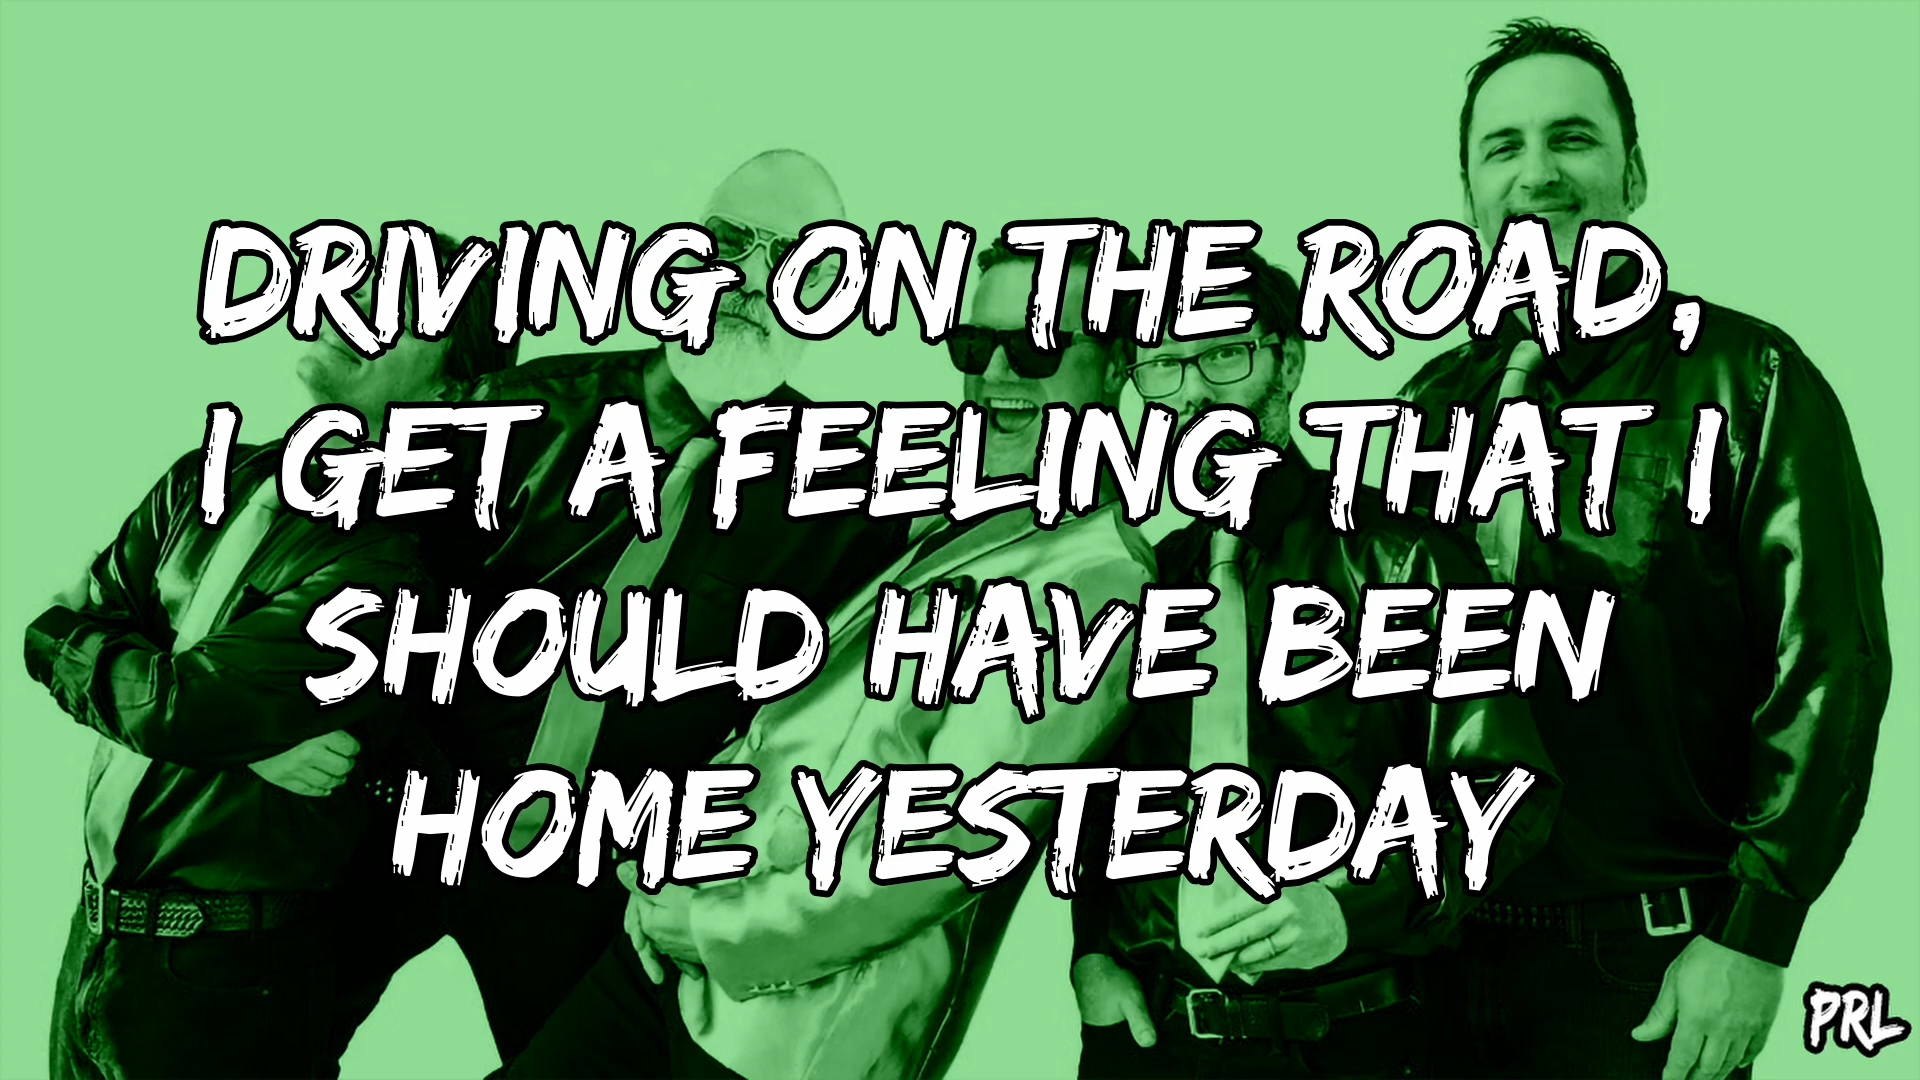 DRIVING ON THE ROAD,
I GET A FEELING THAT I
SHOULD HAVE BEEN
HOME YESTERDAY
PRL